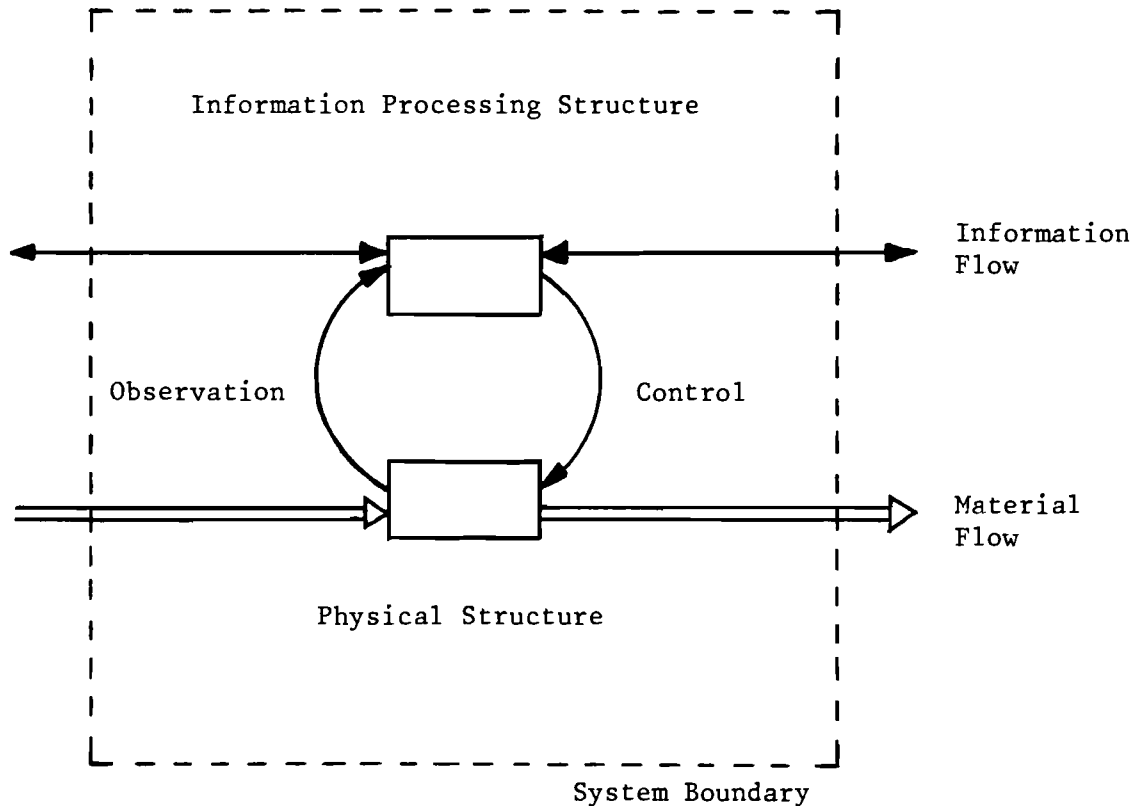 Information Processing Structure
Information
Flow
Observation
Control
Material
Flow
Physical Structure
System Boundary